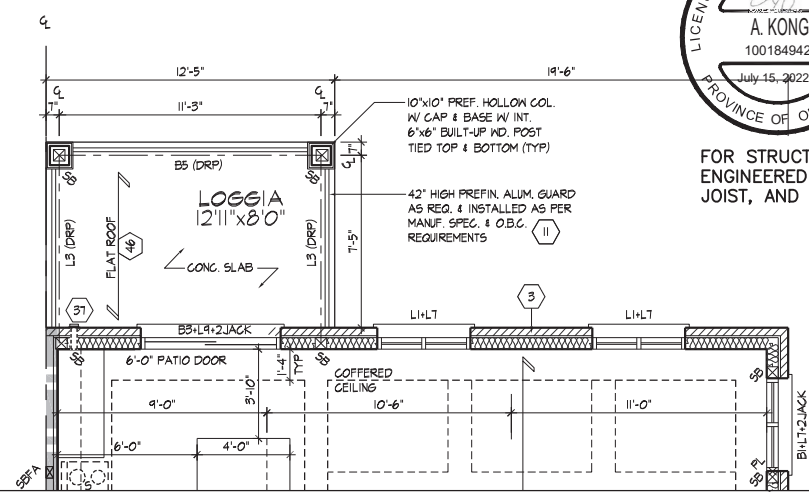 LICEN
A. KONG
100184942
July 15, 2022
PROVINCE OF O
12'-5"
19'-6"
7"
11'-3"
7"
10"x10" PREF. HOLLOW COL.
W/ CAP & BASE W/ INT.
6"x6" BUILT-UP WD. POST
TIED TOP & BOTTOM (TYP)
FOR STRUCT
ENGINEERED
JOIST, AND
7"
B5 (DRP)
SB
SB
LOGGIA
12'11"x8'0"
42" HIGH PREFIN. ALUM. GUARD
AS REQ. & INSTALLED AS PER
MANUF. SPEC. & O.B.C.
REQUIREMENTS
11
L3 (DRP)
FLAT ROOF
46
L3 (DRP)
7'-5"
CONC. SLAB
37
3
B3+L9+2JACK
L1+L7
L1+L7
SB
SB
6'-0" PATIO DOOR
3'-10"
1'-4"
TYP
COFFERED
CEILING
SB
9'-0"
10'-6"
11'-0"
B1+L7+2JACK
6'-0"
4'-0"
SBFA
S
PL
SB